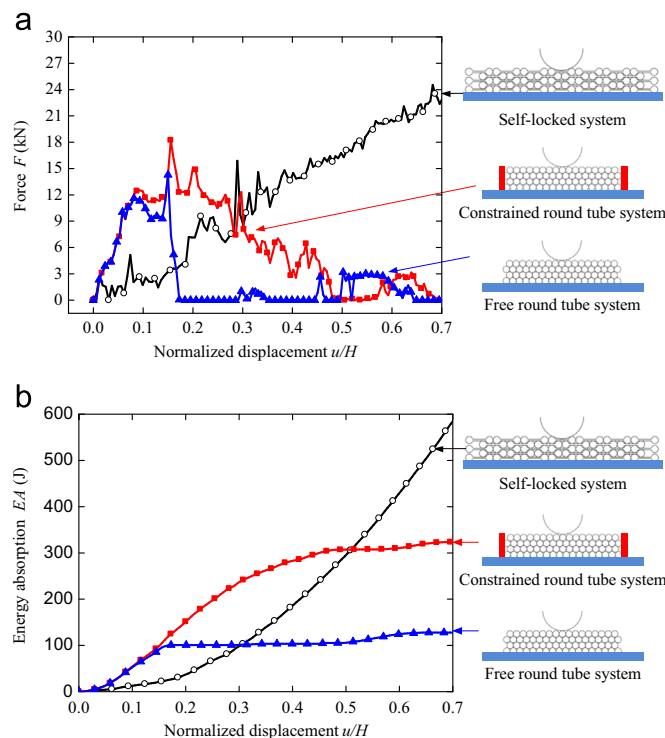 a
Force F (kN)
27
24
21
18
15
12
9
6
3
0
0.0 0.1 0.2 0.3 0.4 0.5 0.6 0.7
Normalized displacement u/H
Self-locked system
Constrained round tube system
Free round tube system
b
Energy absorption EA (J)
600
500
400
300
200
100
0
0.0 0.1 0.2 0.3 0.4 0.5 0.6 0.7
Normalized displacement u/H
Self-locked system
Constrained round tube system
Free round tube system